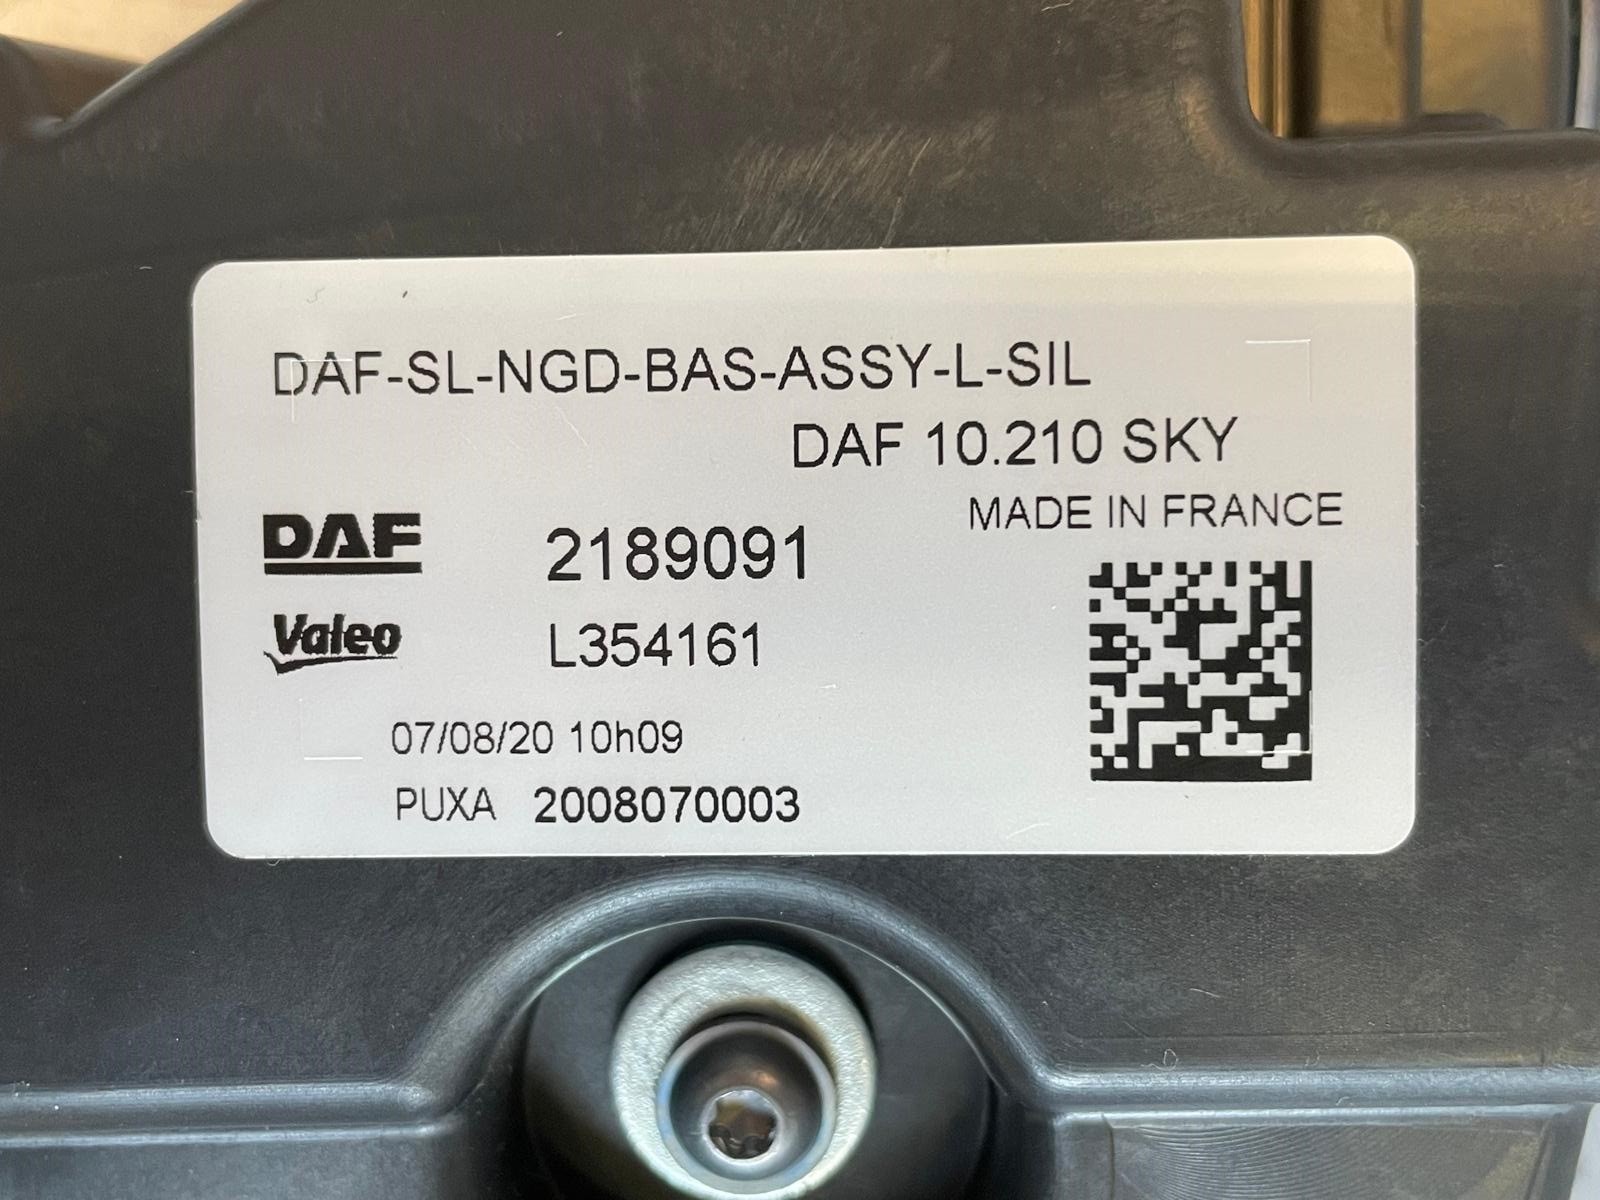 DAF-SL-NGD-BAS-ASSY-L-SIL
DAF 10.210 SKY
MADE IN FRANCE
DAF 2189091
Valeo L354161
07/08/20 10h09
PUXA 2008070003